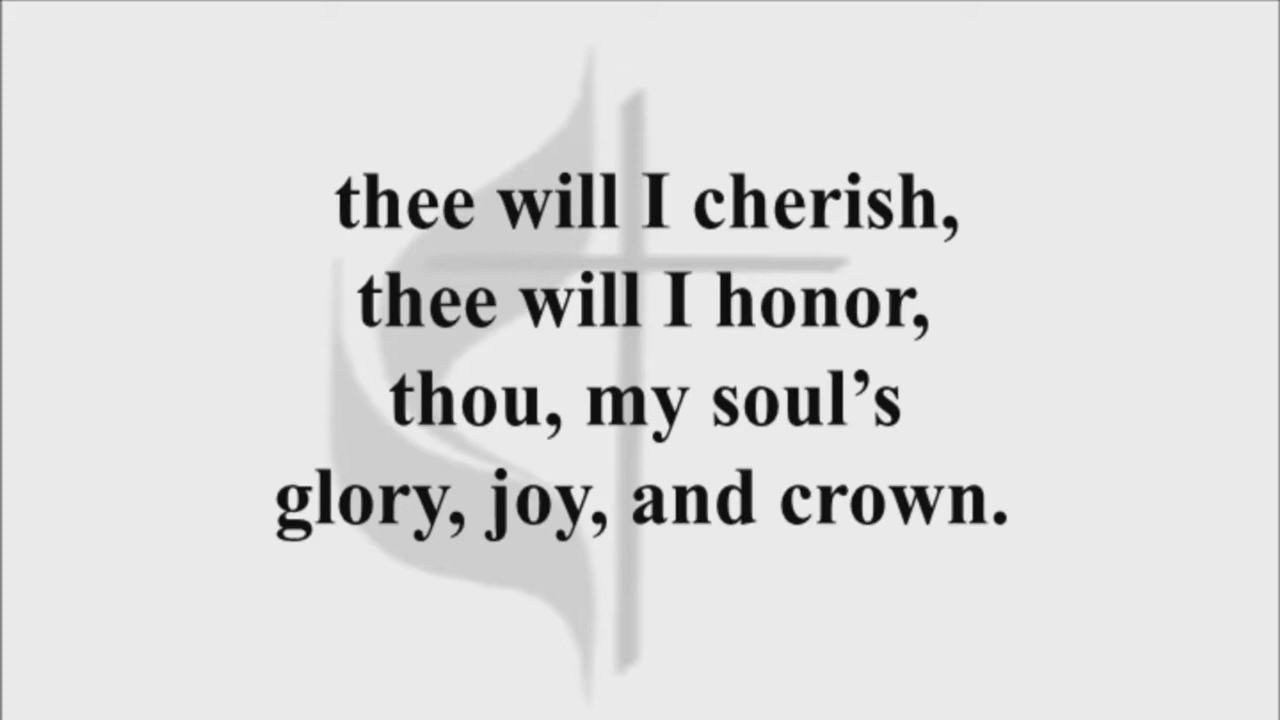 thee will I cherish,
thee will I honor,
thou, my soul’s
glory, joy, and crown.